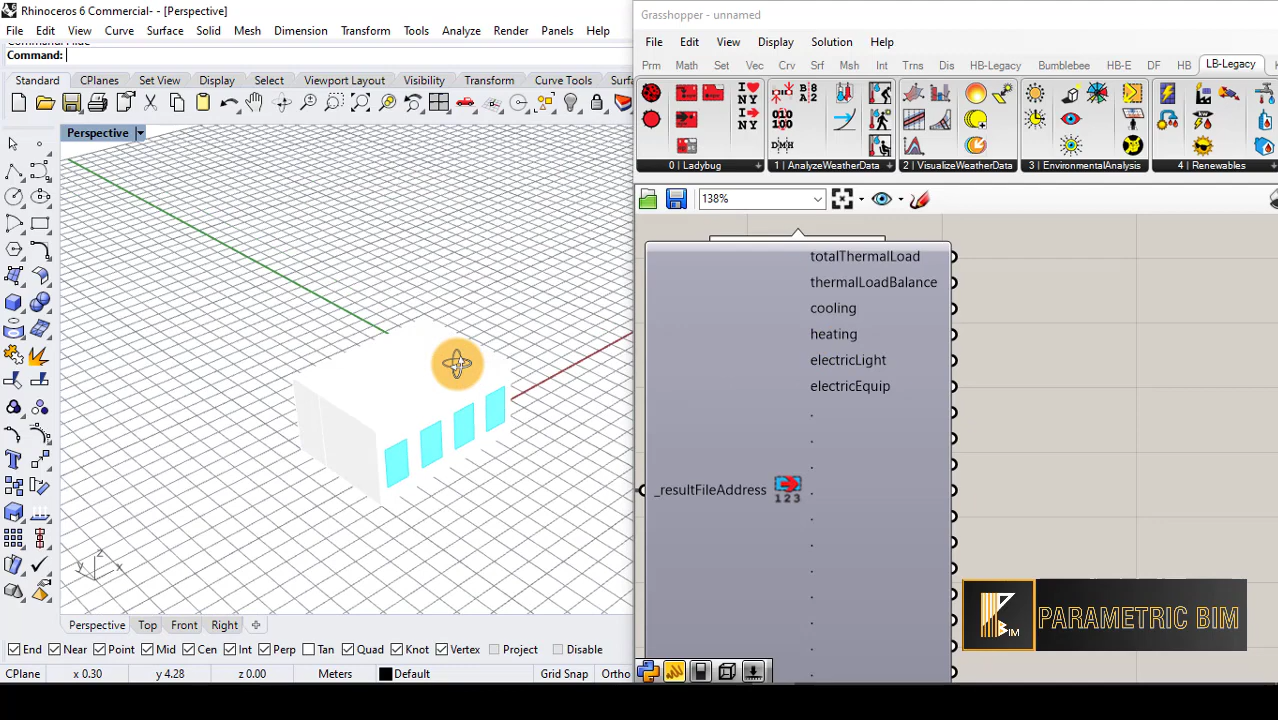 Rhinoceros 6 Commercial- - [Perspective]
File Edit View Curve Surface Solid Mesh Dimension Transform Tools Analyze Render Panels Help
Command:
Standard CPlanes Set View Display Select Viewport Layout Visibility Transform Curve Tools
Perspective
z
y x
Perspective Top Front Right
End Near Point Mid Cen Int Perp Tan Quad Knot Vertex Project Disable
CPlane x 0.30 y 4.28 z 0.00 Meters Default Grid Snap Ortho
Grasshopper - unnamed
File Edit View Display Solution Help
Prm Math Set Vec Crv Srf Msh Int Trns Dis HB-Legacy Bumblebee HB-E DF HB LB-Legacy
0 | Ladybug 1 | AnalyzeWeatherData 2 | VisualizeWeatherData 3 | EnvironmentalAnalysis 4 | Renewables
138%
totalThermalLoad
thermalLoadBalance
cooling
heating
electricLight
electricEquip
_resultFileAddress
1 2 3
BIM
PARAMETRIC BIM